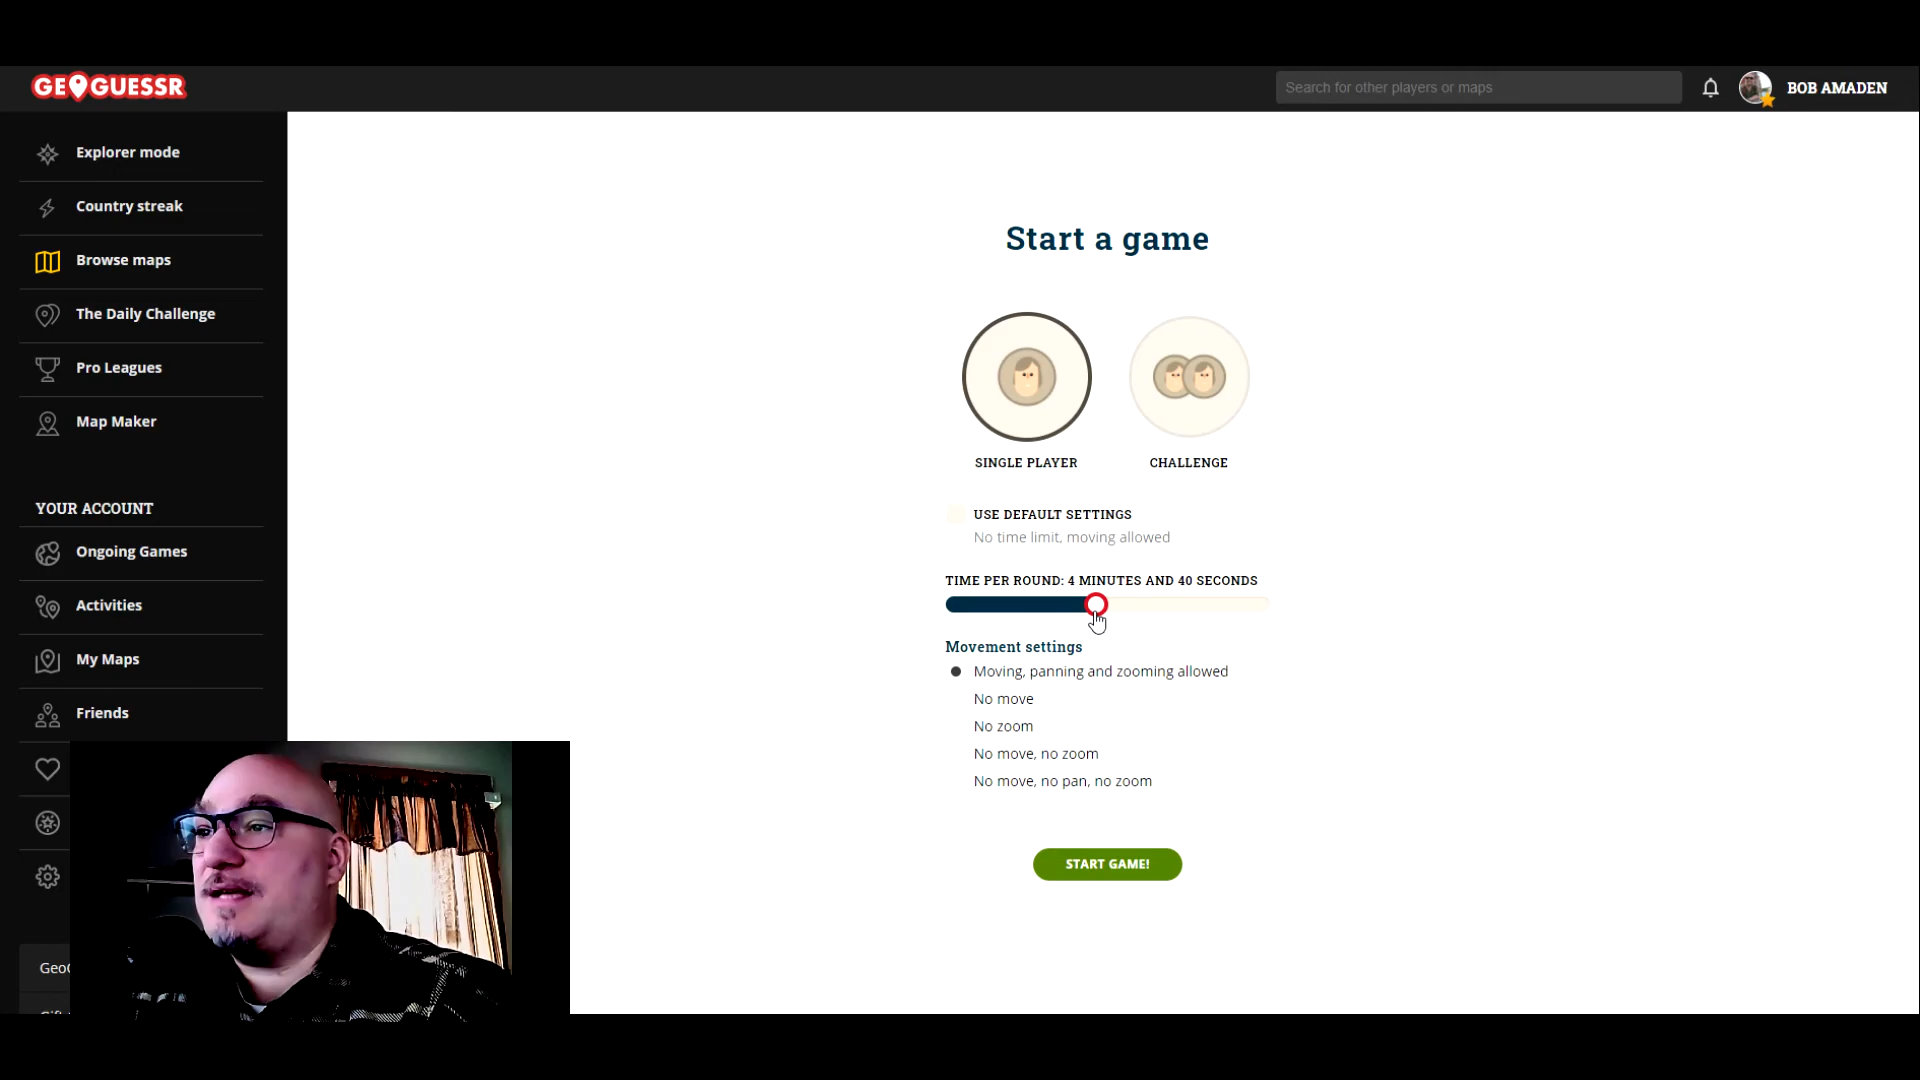 GEOGUESSR
Search for other players or maps
BOB AMADEN
Explorer mode
Country streak
Browse maps
The Daily Challenge
Pro Leagues
Map Maker
YOUR ACCOUNT
Ongoing Games
Activities
My Maps
Friends
Start a game
SINGLE PLAYER
CHALLENGE
USE DEFAULT SETTINGS
No time limit, moving allowed
TIME PER ROUND: 4 MINUTES AND 40 SECONDS
Movement settings
Moving, panning and zooming allowed
No move
No zoom
No move, no zoom
No move, no pan, no zoom
START GAME!